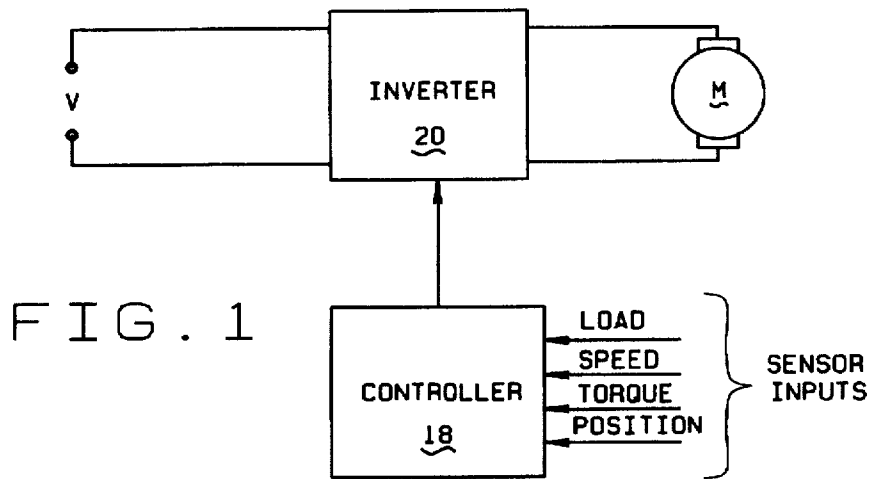 INVERTER
20
V
M
FIG. 1
CONTROLLER
18
LOAD
SPEED
TORQUE
POSITION
SENSOR
INPUTS